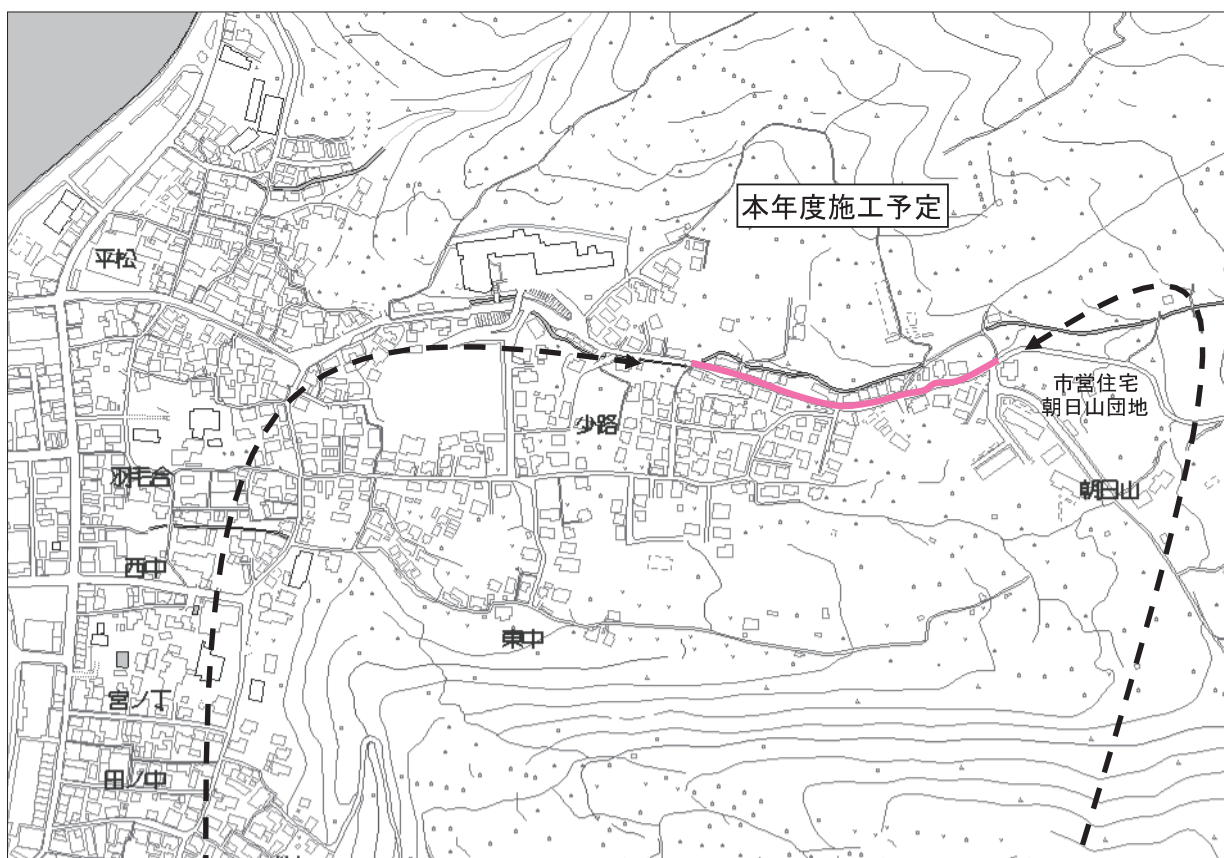 本年度施工予定
平松
市営住宅
朝日山団地
少路
羽毛合
朝日山
西中
東中
宮ノ丁
田ノ中